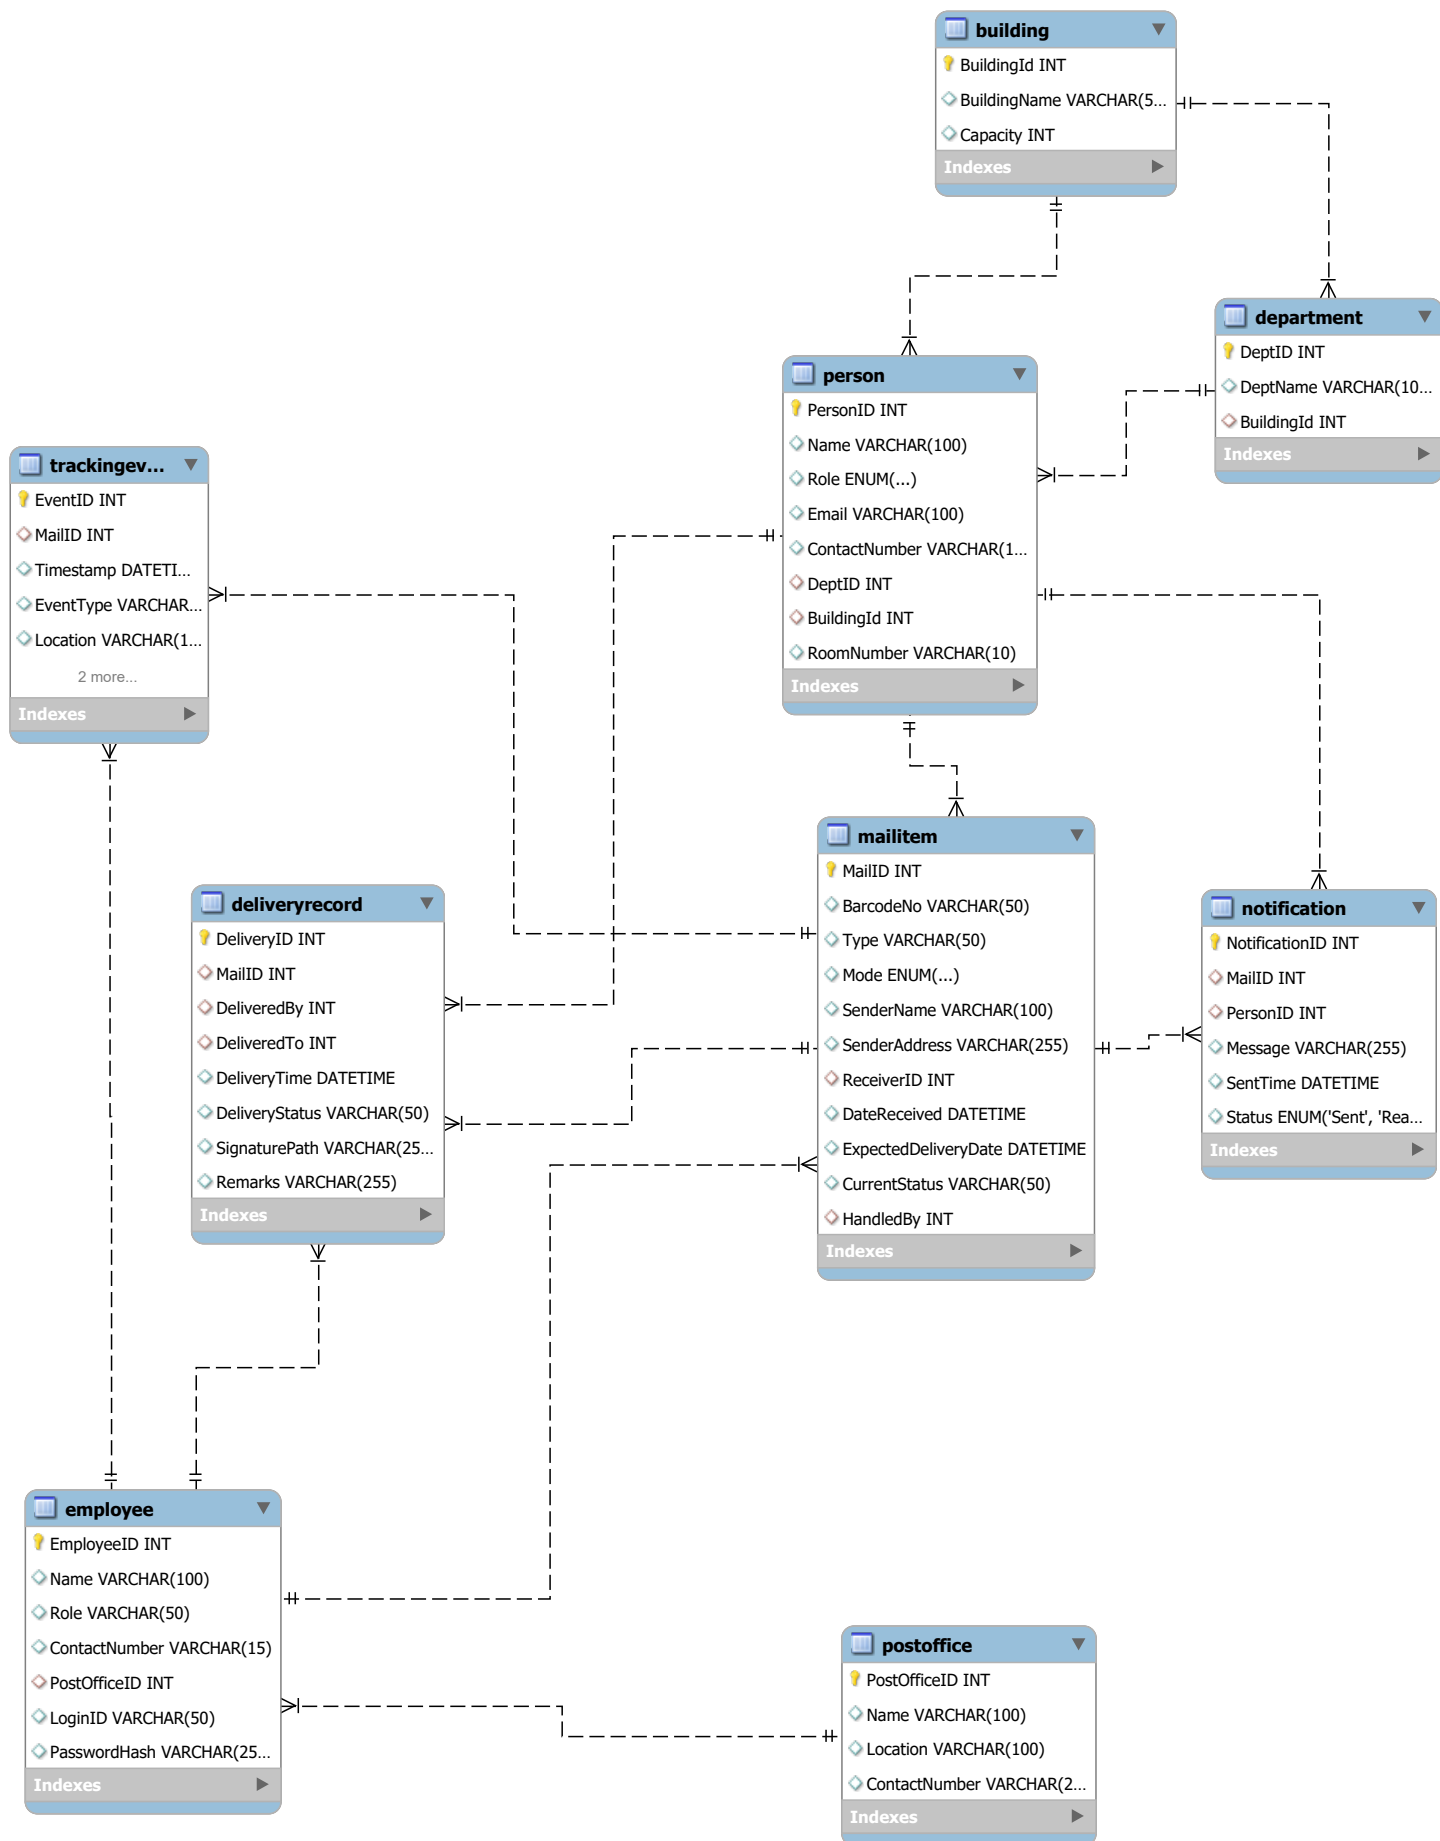 building
BuildingId INT
BuildingName VARCHAR(5...
Capacity INT
Indexes
department
DeptID INT
DeptName VARCHAR(10...
BuildingId INT
Indexes
person
PersonID INT
Name VARCHAR(100)
Role ENUM(...)
Email VARCHAR(100)
ContactNumber VARCHAR(1...
DeptID INT
BuildingId INT
RoomNumber VARCHAR(10)
Indexes
trackingev...
EventID INT
MailID INT
Timestamp DATETI...
EventType VARCHAR...
Location VARCHAR(1...
2 more...
Indexes
mailitem
MailID INT
BarcodeNo VARCHAR(50)
Type VARCHAR(50)
Mode ENUM(...)
SenderName VARCHAR(100)
SenderAddress VARCHAR(255)
ReceiverID INT
DateReceived DATETIME
ExpectedDeliveryDate DATETIME
CurrentStatus VARCHAR(50)
HandledBy INT
Indexes
deliveryrecord
DeliveryID INT
MailID INT
DeliveredBy INT
DeliveredTo INT
DeliveryTime DATETIME
DeliveryStatus VARCHAR(50)
SignaturePath VARCHAR(25...
Remarks VARCHAR(255)
Indexes
notification
NotificationID INT
MailID INT
PersonID INT
Message VARCHAR(255)
SentTime DATETIME
Status ENUM('Sent', 'Rea...
Indexes
employee
EmployeeID INT
Name VARCHAR(100)
Role VARCHAR(50)
ContactNumber VARCHAR(15)
PostOfficeID INT
LoginID VARCHAR(50)
PasswordHash VARCHAR(25...
Indexes
postoffice
PostOfficeID INT
Name VARCHAR(100)
Location VARCHAR(100)
ContactNumber VARCHAR(2...
Indexes